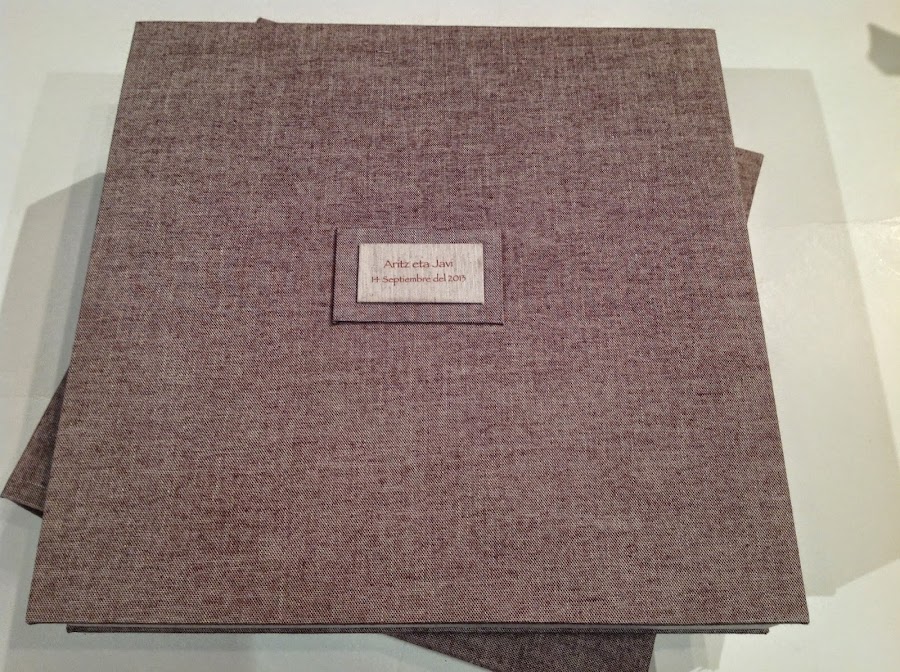 Aritz eta Javi
14 Septiembre del 2013